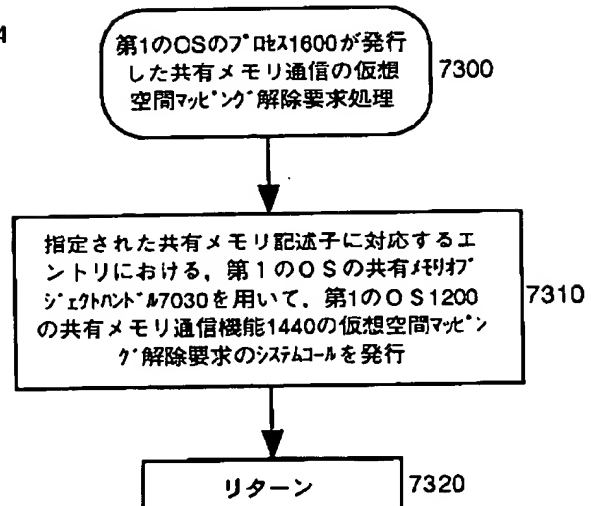 4
第1のOSのプロセス1600が発行
した共有メモリ通信の仮想
空間マッピング解除要求処理
7300
指定された共有メモリ記述子に対応するエ
ントリにおける，第1のOSの共有メモリオブ
ジェクトハンドル7030を用いて，第1のOS1200
の共有メモリ通信機能1440の仮想空間マッピン
グ解除要求のシステムコールを発行
7310
リターン
7320